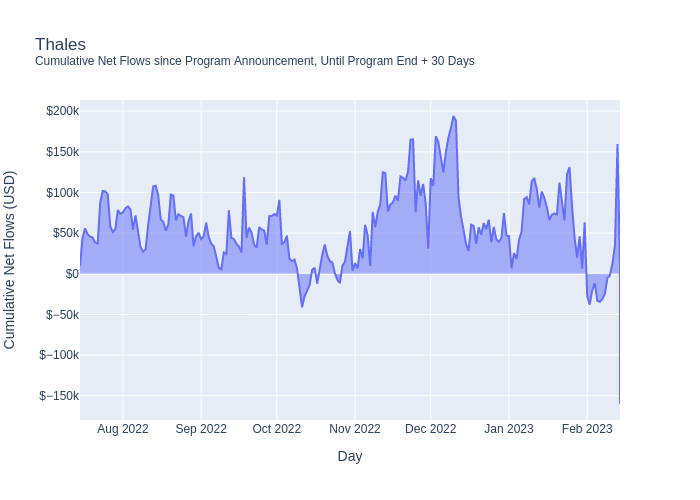 Thales
Cumulative Net Flows since Program Announcement, Until Program End + 30 Days
Cumulative Net Flows (USD)
$200k
$150k
$100k
$50k
$0
$−50k
$−100k
$−150k
Aug 2022
Sep 2022
Oct 2022
Nov 2022
Dec 2022
Jan 2023
Feb 2023
Day